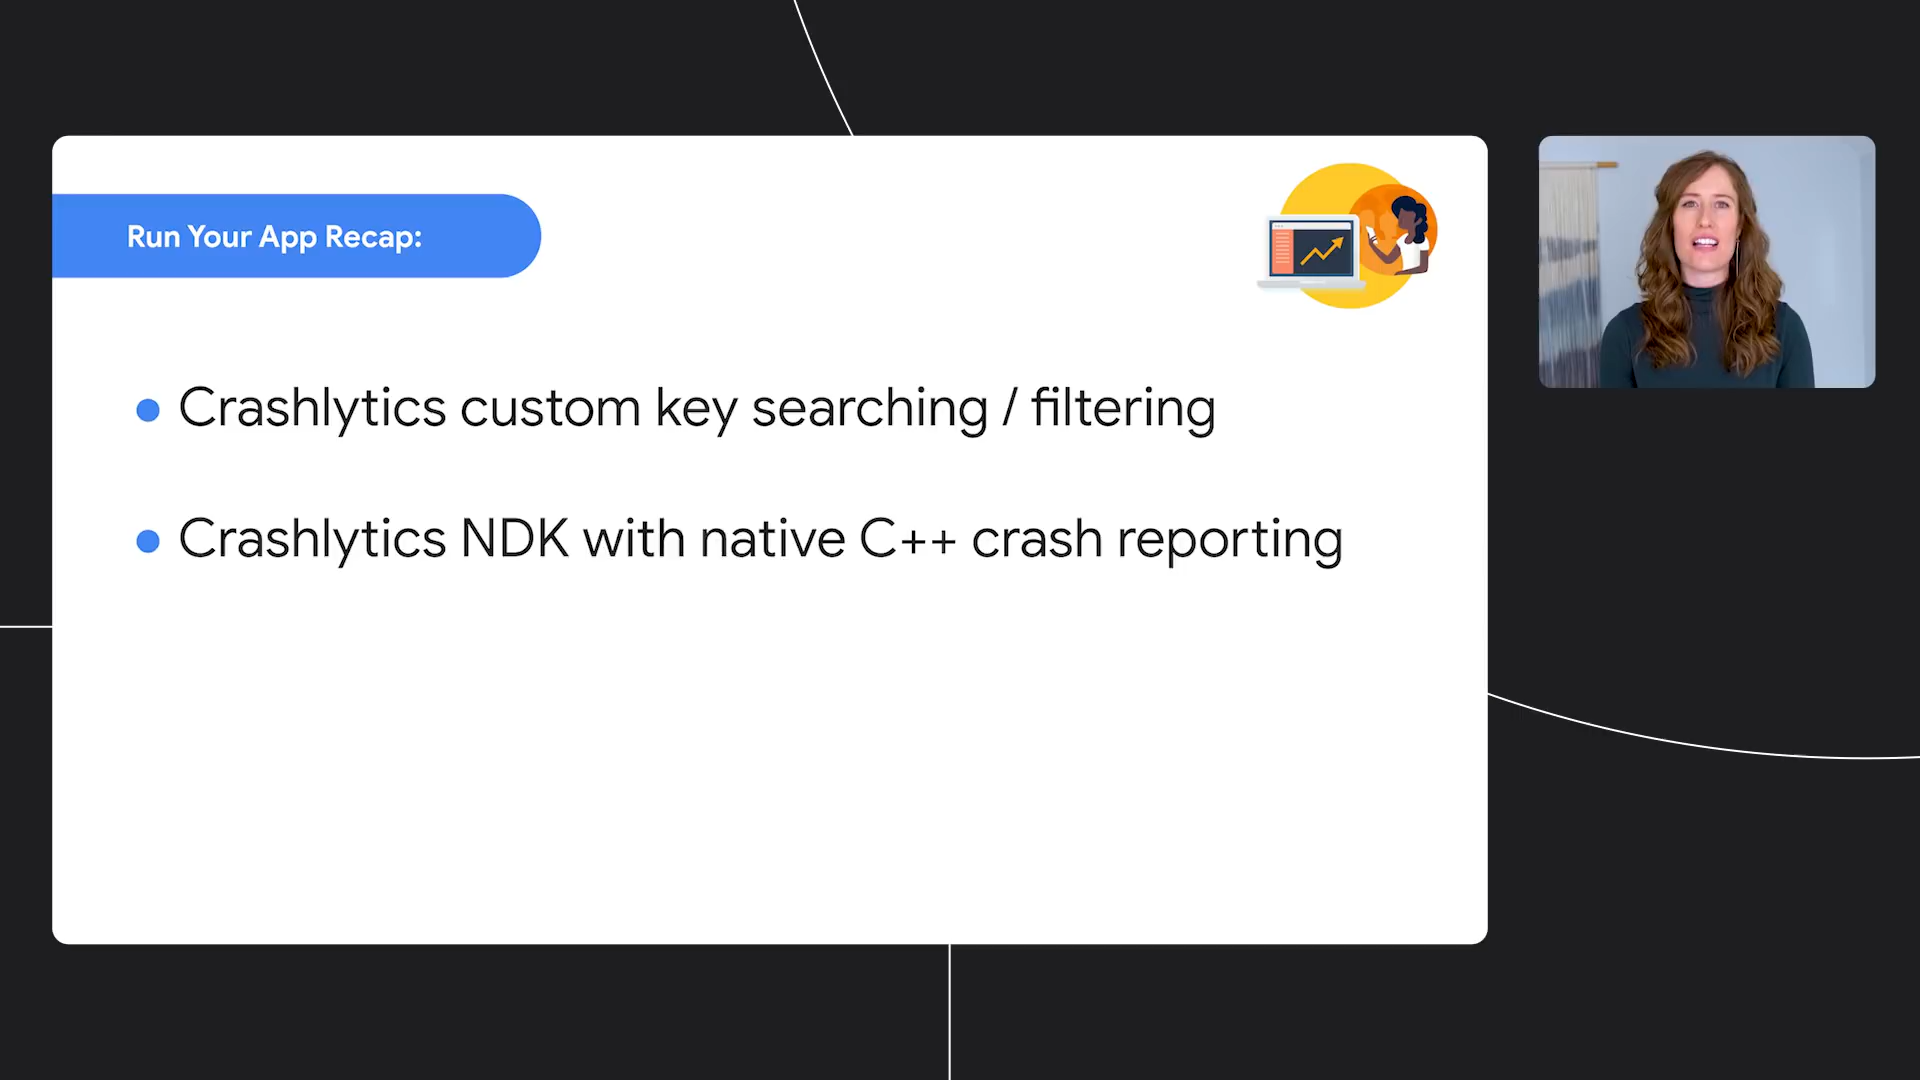 Run Your App Recap:
Crashlytics custom key searching / filtering
Crashlytics NDK with native C++ crash reporting